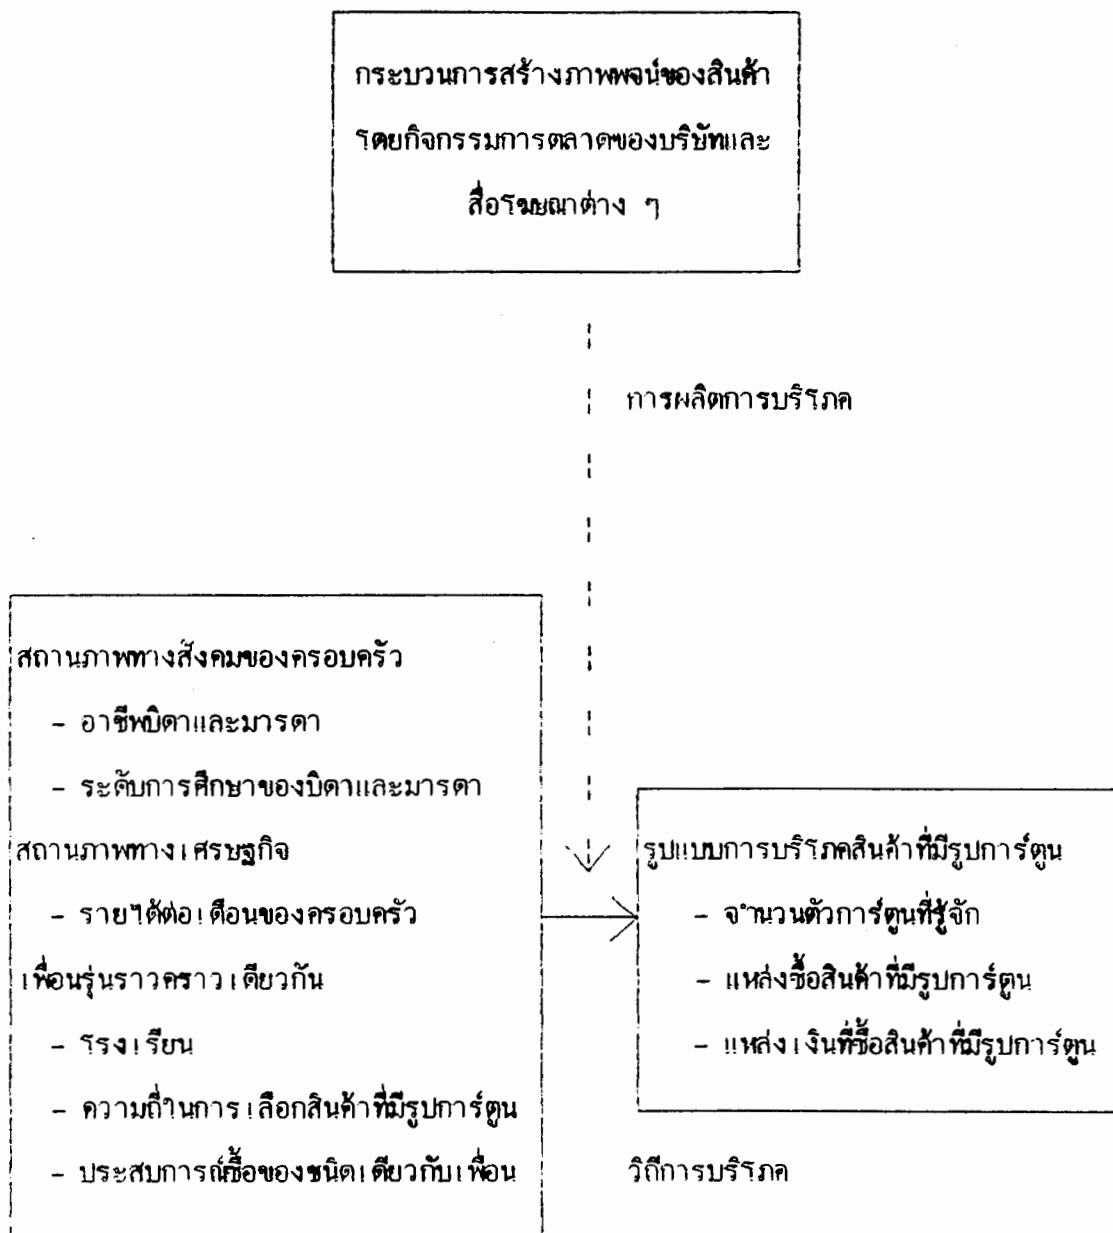 กระบวนการสร้างภาพพจน์ของสินค้า
โดยกิจกรรมการตลาดของบริษัทและ
สื่อโฆษณาต่าง ๆ
การผลิตการบริโภค
สถานภาพทางสังคมของครอบครัว
- อาชีพบิดาและมารดา
- ระดับการศึกษาของบิดาและมารดา
สถานภาพทางเศรษฐกิจ
- รายได้ต่อเดือนของครอบครัว
เพื่อนรุ่นราวคราวเดียวกัน
- โรงเรียน
- ความถี่ในการเลือกสินค้าที่มีรูปการ์ตูน
- ประสบการณ์ซื้อของชนิดเดียวกับเพื่อน
รูปแบบการบริโภคสินค้าที่มีรูปการ์ตูน
- จำนวนตัวการ์ตูนที่รู้จัก
- แหล่งซื้อสินค้าที่มีรูปการ์ตูน
- แหล่งเงินที่ซื้อสินค้าที่มีรูปการ์ตูน
วิถีการบริโภค